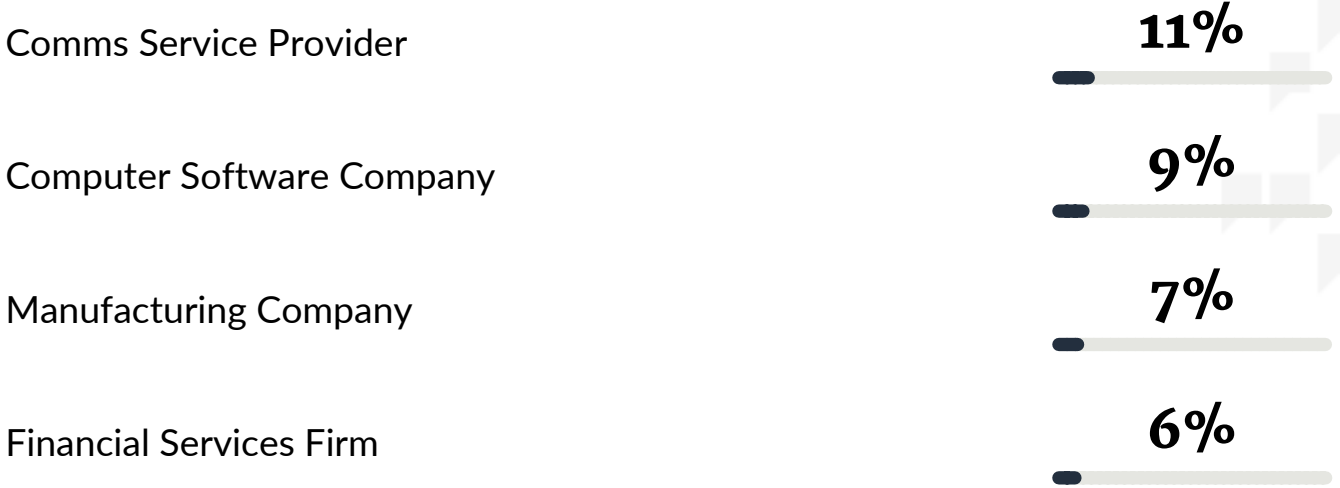 Comms Service Provider
11%
Computer Software Company
9%
Manufacturing Company
7%
Financial Services Firm
6%